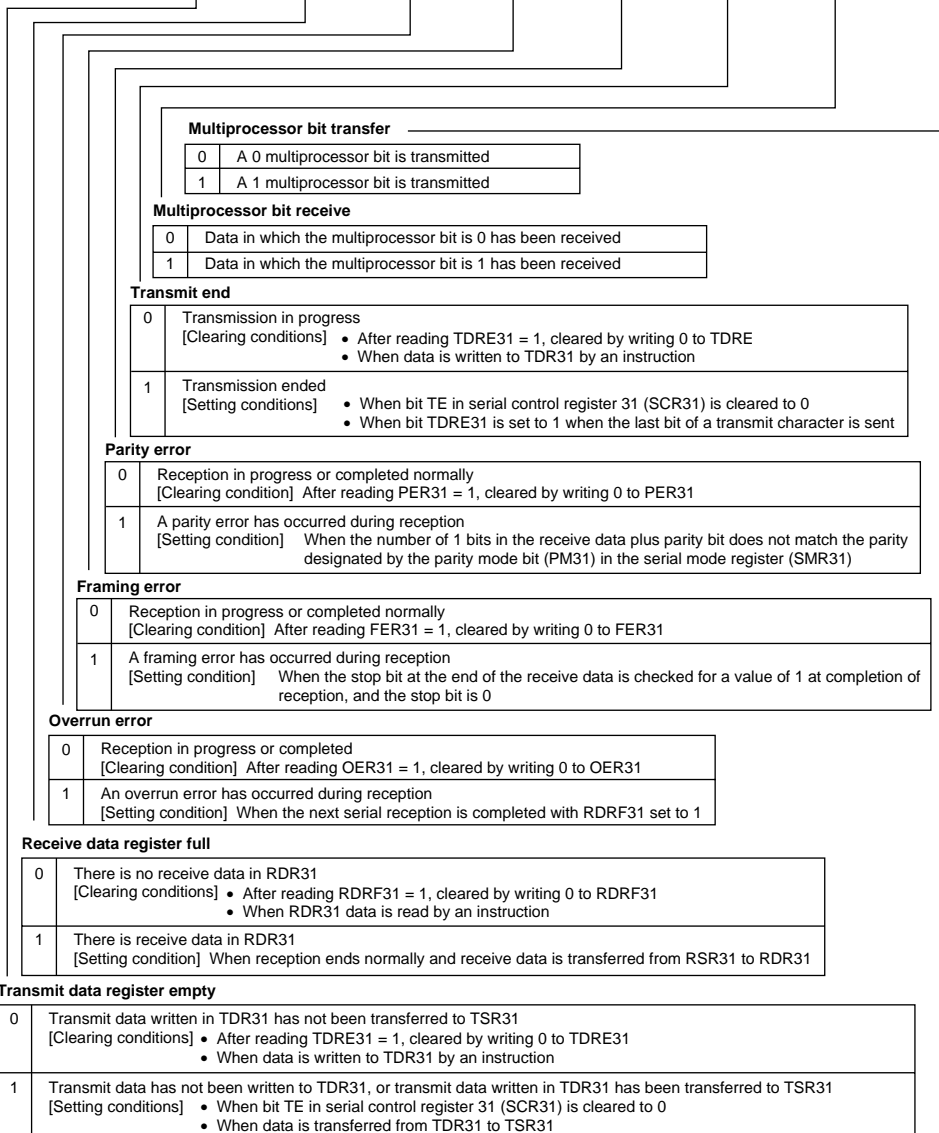 Multiprocessor bit transfer
0 A 0 multiprocessor bit is transmitted
1 A 1 multiprocessor bit is transmitted
Multiprocessor bit receive
0 Data in which the multiprocessor bit is 0 has been received
1 Data in which the multiprocessor bit is 1 has been received
Transmit end
0 Transmission in progress
[Clearing conditions] • After reading TDRE31 = 1, cleared by writing 0 to TDRE
• When data is written to TDR31 by an instruction
1 Transmission ended
[Setting conditions] • When bit TE in serial control register 31 (SCR31) is cleared to 0
• When bit TDRE31 is set to 1 when the last bit of a transmit character is sent
Parity error
0 Reception in progress or completed normally
[Clearing condition] After reading PER31 = 1, cleared by writing 0 to PER31
1 A parity error has occurred during reception
[Setting condition] When the number of 1 bits in the receive data plus parity bit does not match the parity
designated by the parity mode bit (PM31) in the serial mode register (SMR31)
Framing error
0 Reception in progress or completed normally
[Clearing condition] After reading FER31 = 1, cleared by writing 0 to FER31
1 A framing error has occurred during reception
[Setting condition] When the stop bit at the end of the receive data is checked for a value of 1 at completion of
reception, and the stop bit is 0
Overrun error
0 Reception in progress or completed
[Clearing condition] After reading OER31 = 1, cleared by writing 0 to OER31
1 An overrun error has occurred during reception
[Setting condition] When the next serial reception is completed with RDRF31 set to 1
Receive data register full
0 There is no receive data in RDR31
[Clearing conditions] • After reading RDRF31 = 1, cleared by writing 0 to RDRF31
• When RDR31 data is read by an instruction
1 There is receive data in RDR31
[Setting condition] When reception ends normally and receive data is transferred from RSR31 to RDR31
Transmit data register empty
0 Transmit data written in TDR31 has not been transferred to TSR31
[Clearing conditions] • After reading TDRE31 = 1, cleared by writing 0 to TDRE31
• When data is written to TDR31 by an instruction
1 Transmit data has not been written to TDR31, or transmit data written in TDR31 has been transferred to TSR31
[Setting conditions] • When bit TE in serial control register 31 (SCR31) is cleared to 0
• When data is transferred from TDR31 to TSR31